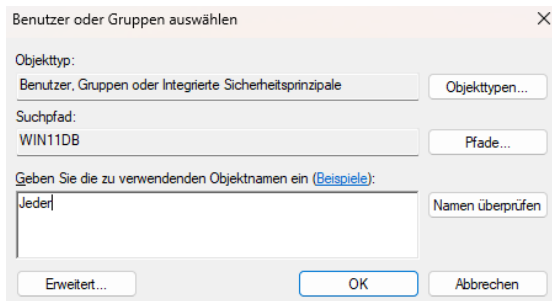 Benutzer oder Gruppen auswählen
Objekttyp:
Benutzer, Gruppen oder Integrierte Sicherheitsprinzipale
Objekttypen...
Suchpfad:
WIN11DB
Pfade...
Geben Sie die zu verwendenden Objektnamen ein (Beispiele):
Jeder
Namen überprüfen
Erweitert...
OK
Abbrechen